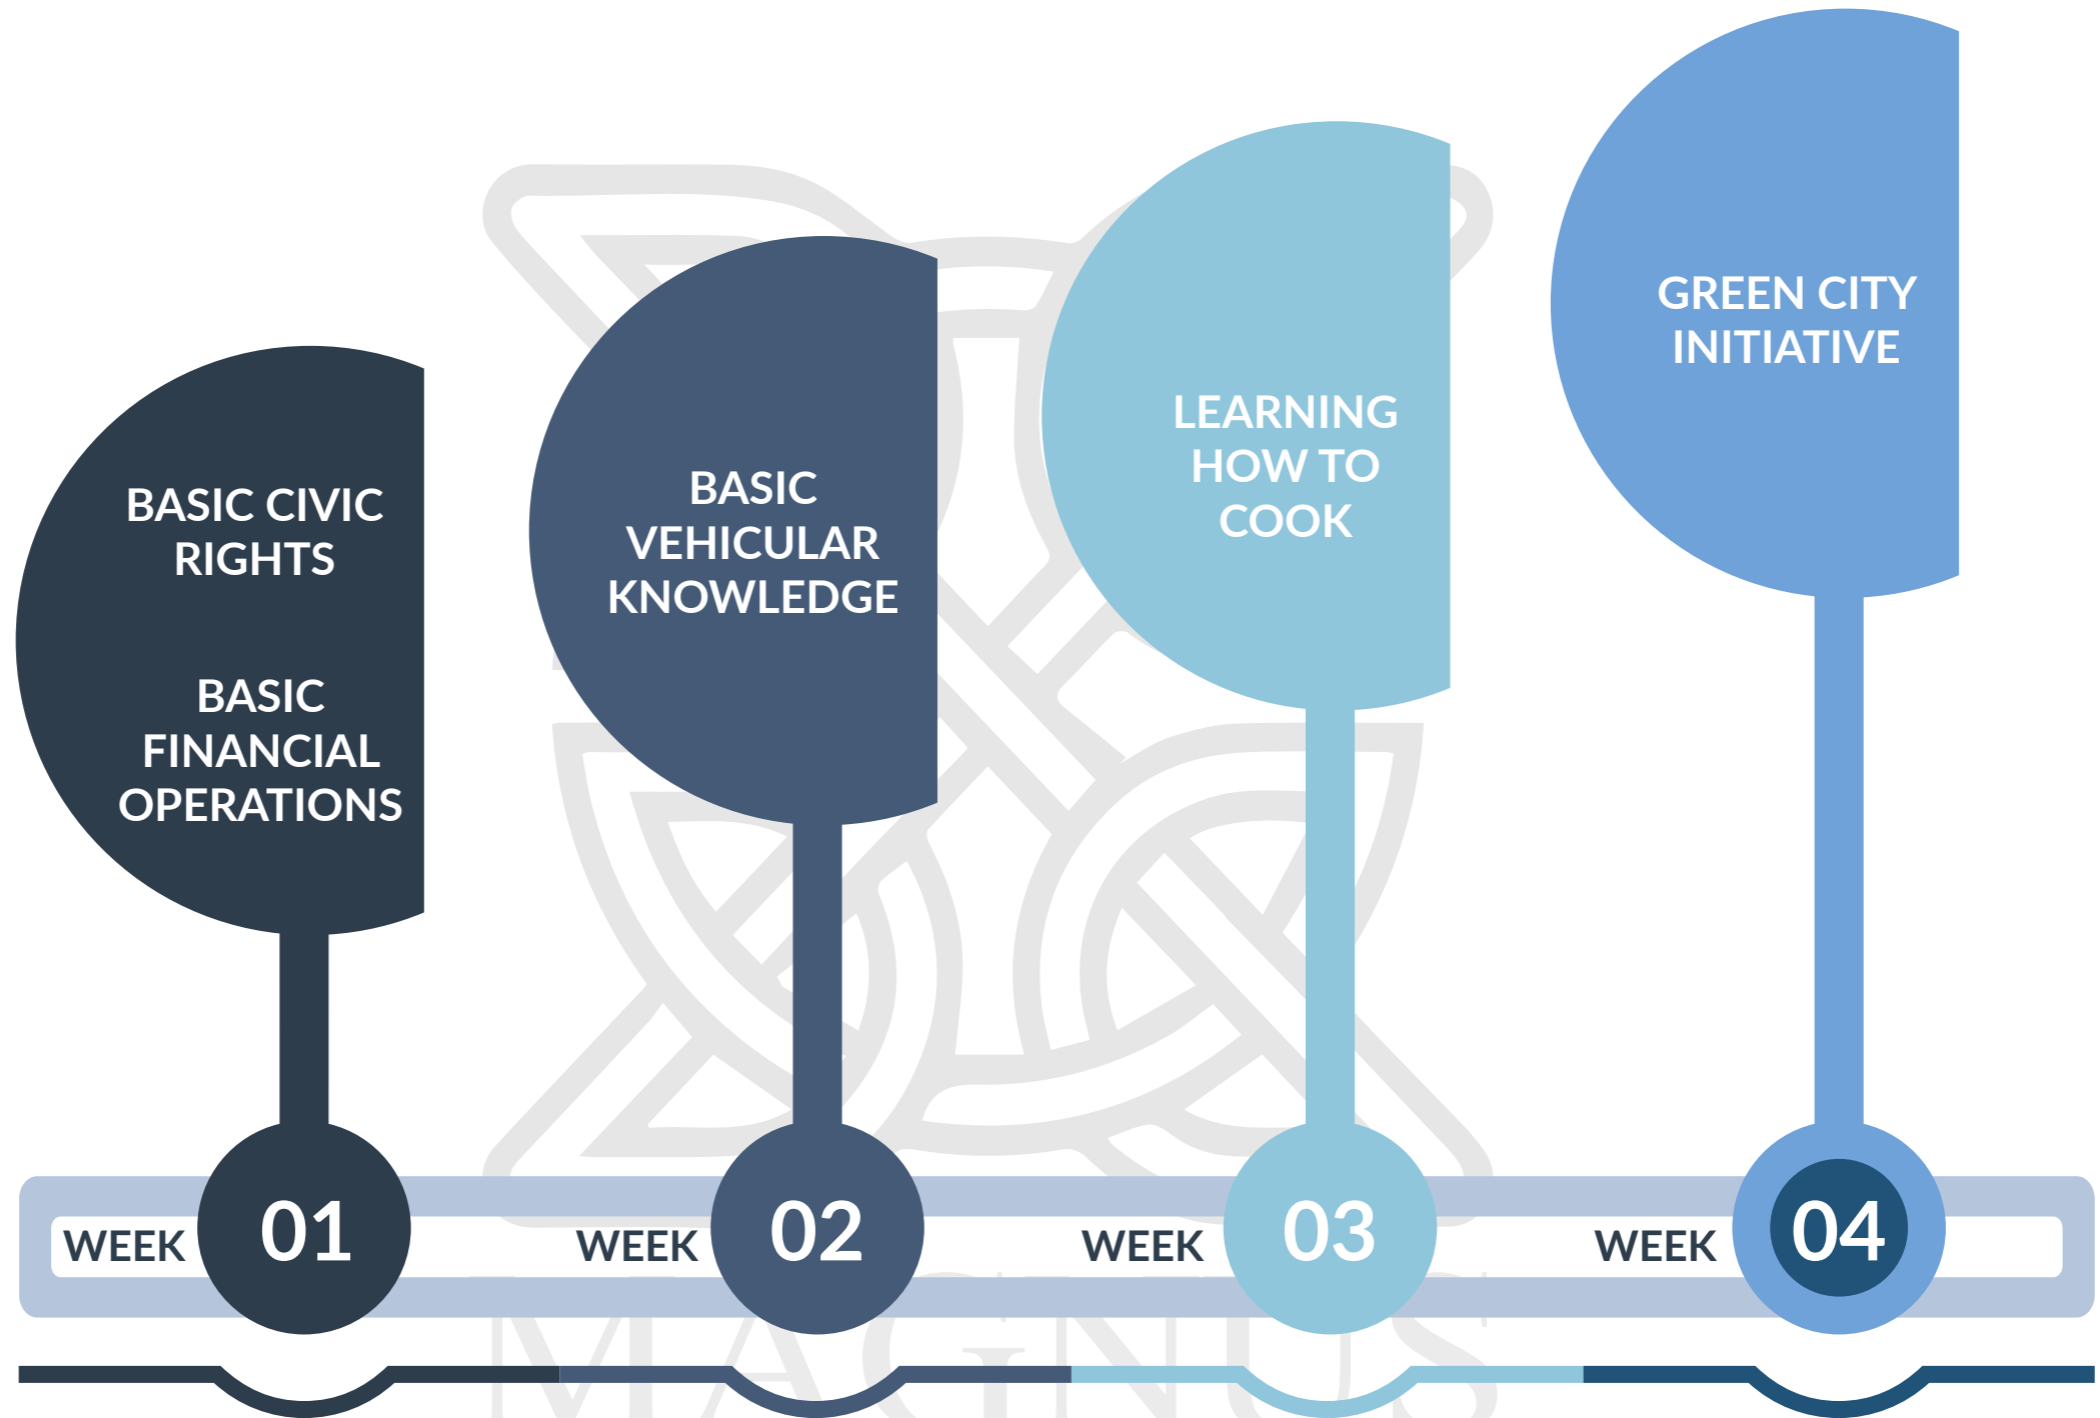 BASIC CIVIC
RIGHTS
BASIC
FINANCIAL
OPERATIONS
BASIC
VEHICULAR
KNOWLEDGE
LEARNING
HOW TO
COOK
GREEN CITY
INITIATIVE
WEEK 01
WEEK 02
WEEK 03
WEEK 04
MAGNUS